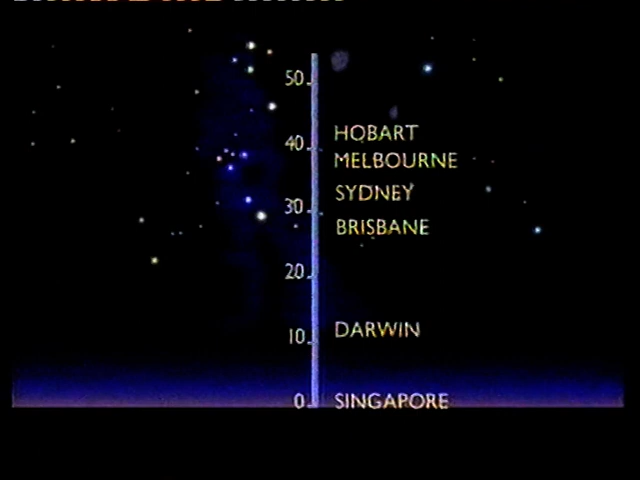 50
HOBART
40
MELBOURNE
SYDNEY
30
BRISBANE
20
DARWIN
10
0
SINGAPORE